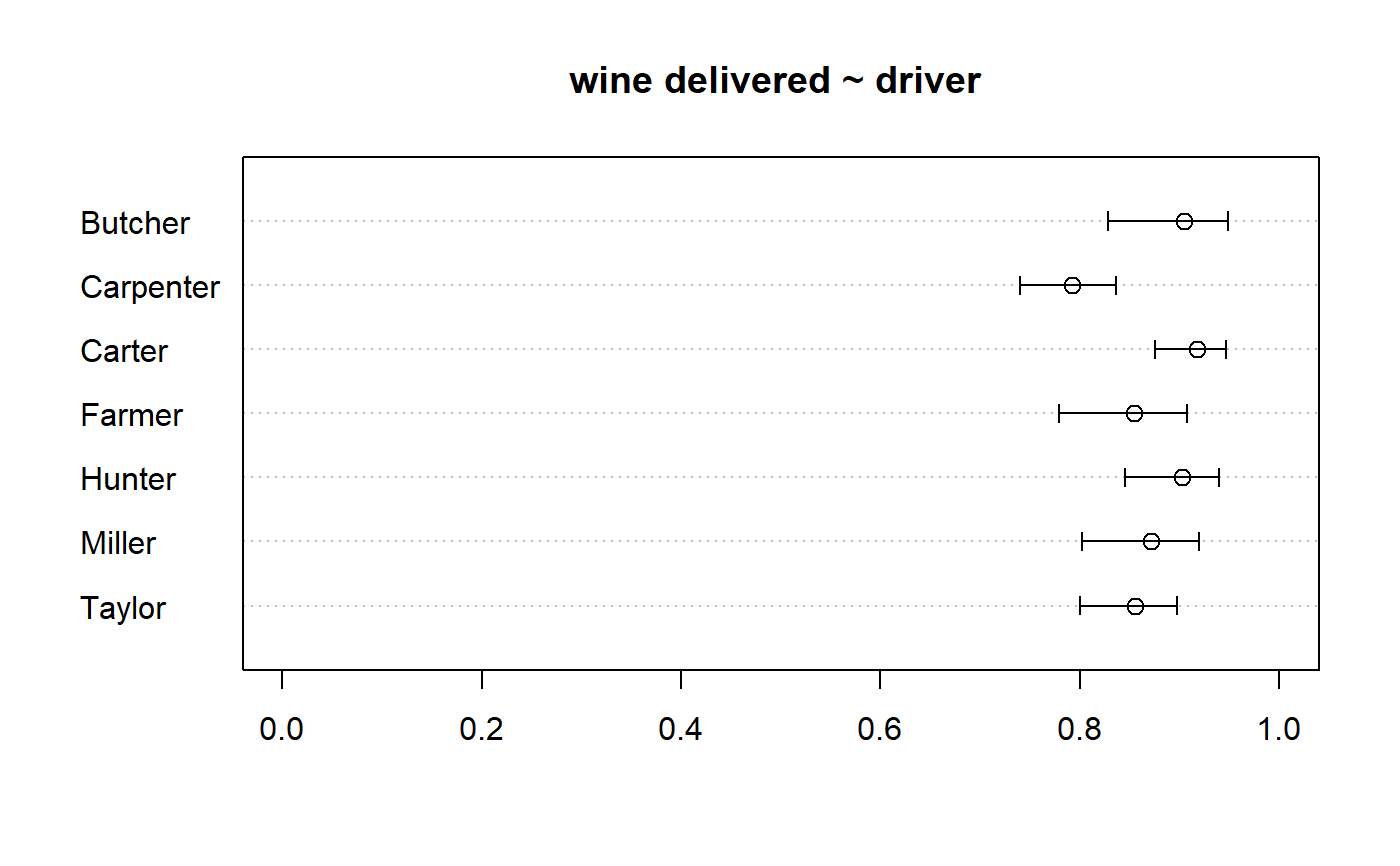 wine delivered ~ driver
Butcher
Carpenter
Carter
Farmer
Hunter
Miller
Taylor
0.0 0.2 0.4 0.6 0.8 1.0